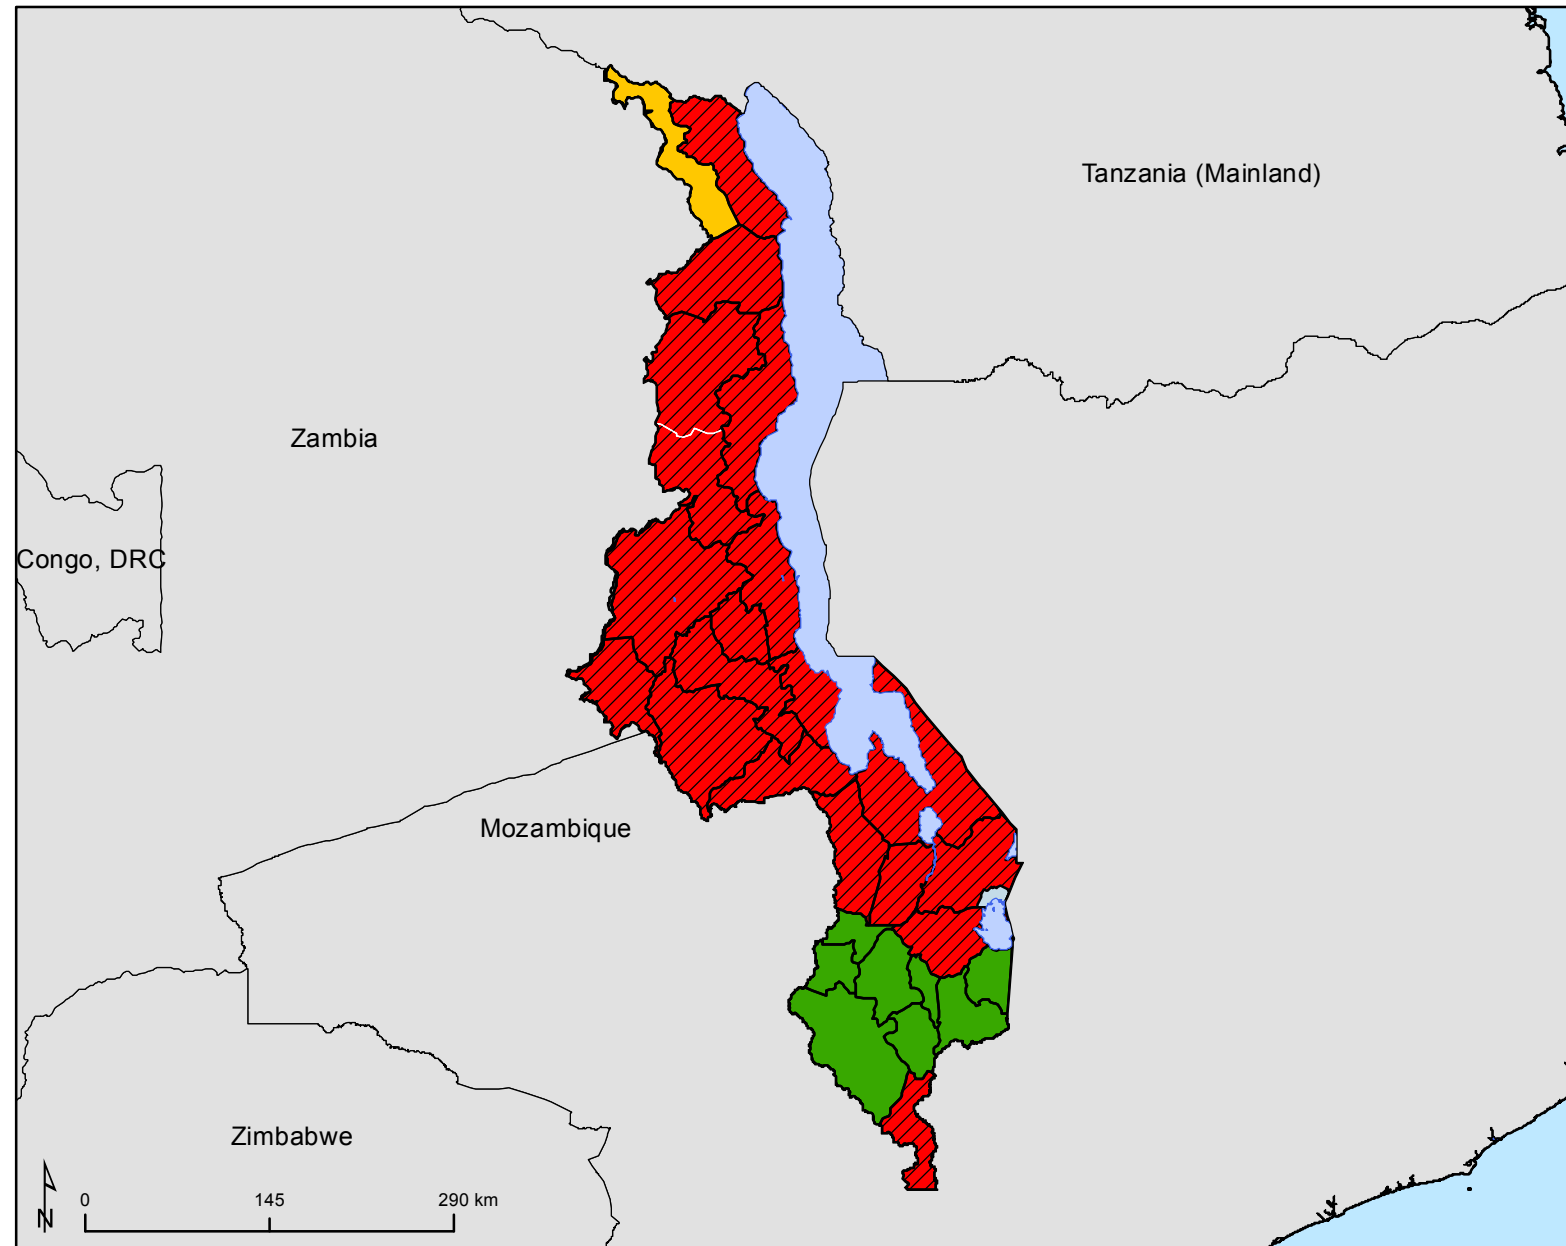 Tanzania (Mainland)
Zambia
Congo, DRC
Mozambique
Zimbabwe
N
0 145 290 km